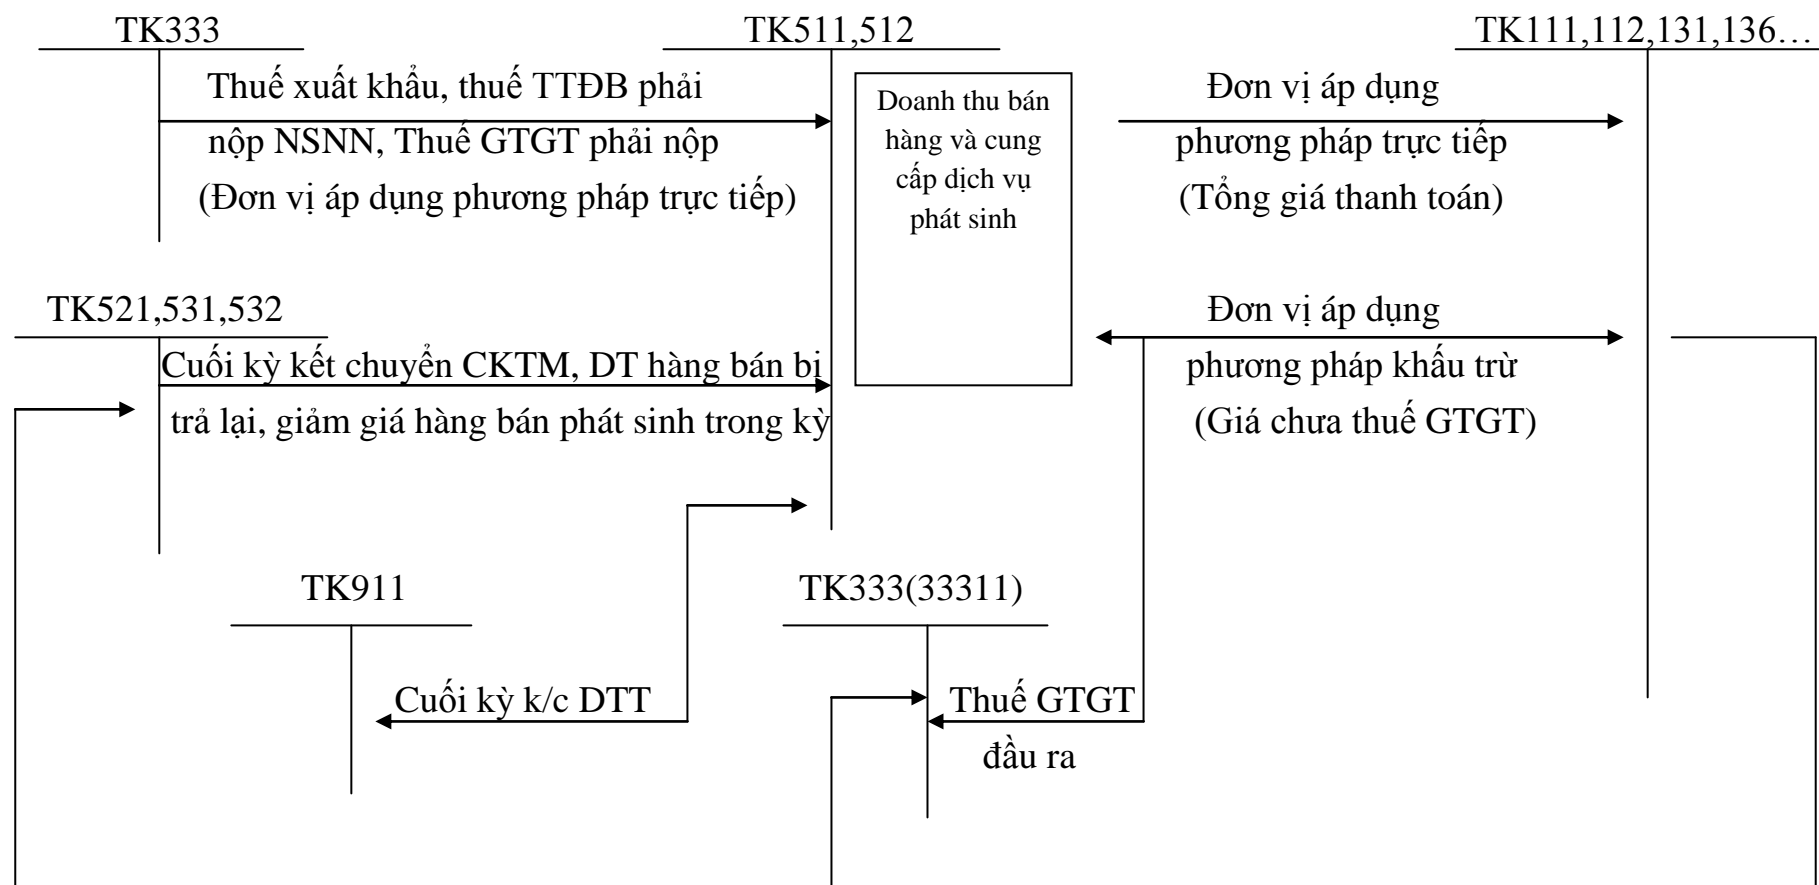 TK333
TK511,512
TK111,112,131,136…
Thuế xuất khẩu, thuế TTĐB phải
nộp NSNN, Thuế GTGT phải nộp
(Đơn vị áp dụng phương pháp trực tiếp)
Doanh thu bán
hàng và cung
cấp dịch vụ
phát sinh
Đơn vị áp dụng
phương pháp trực tiếp
(Tổng giá thanh toán)
TK521,531,532
Cuối kỳ kết chuyển CKTM, DT hàng bán bị
trả lại, giảm giá hàng bán phát sinh trong kỳ
Đơn vị áp dụng
phương pháp khấu trừ
(Giá chưa thuế GTGT)
TK911
TK333(33311)
Cuối kỳ k/c DTT
Thuế GTGT
đầu ra